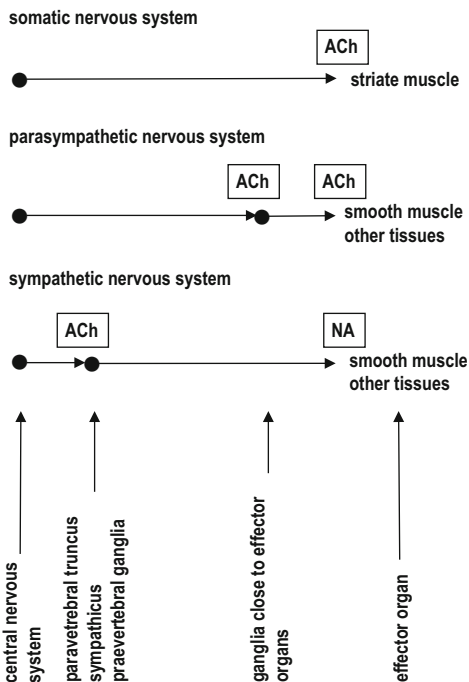 somatic nervous system
ACh
striate muscle
parasympathetic nervous system
ACh
ACh
smooth muscle
other tissues
sympathetic nervous system
ACh
NA
smooth muscle
other tissues
central nervous
system
paravetrebral truncus
sympathicus
praevertebral ganglia
ganglia close to effector
organs
effector organ